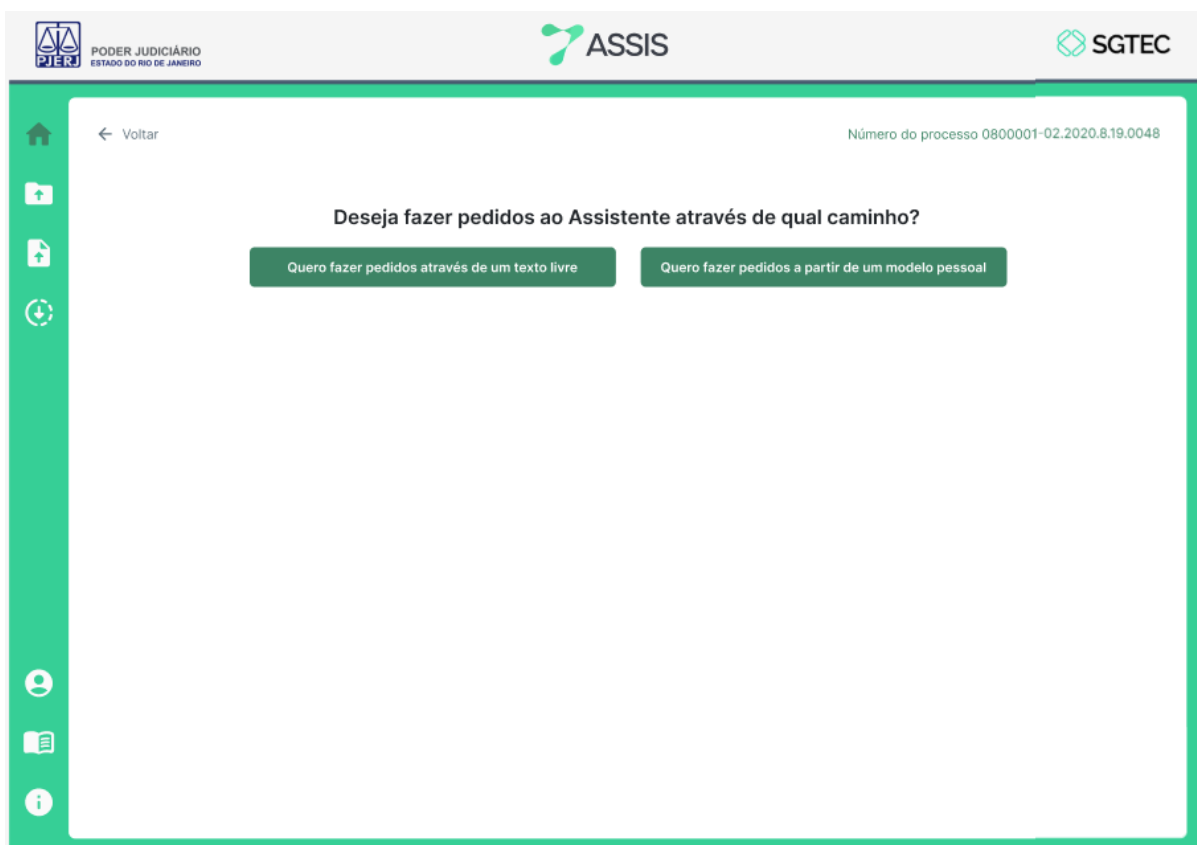 PJERJ
PODER JUDICIÁRIO
ESTADO DO RIO DE JANEIRO
ASSIS
SGTEC
Voltar
Número do processo 0800001-02.2020.8.19.0048
Deseja fazer pedidos ao Assistente através de qual caminho?
Quero fazer pedidos através de um texto livre
Quero fazer pedidos a partir de um modelo pessoal